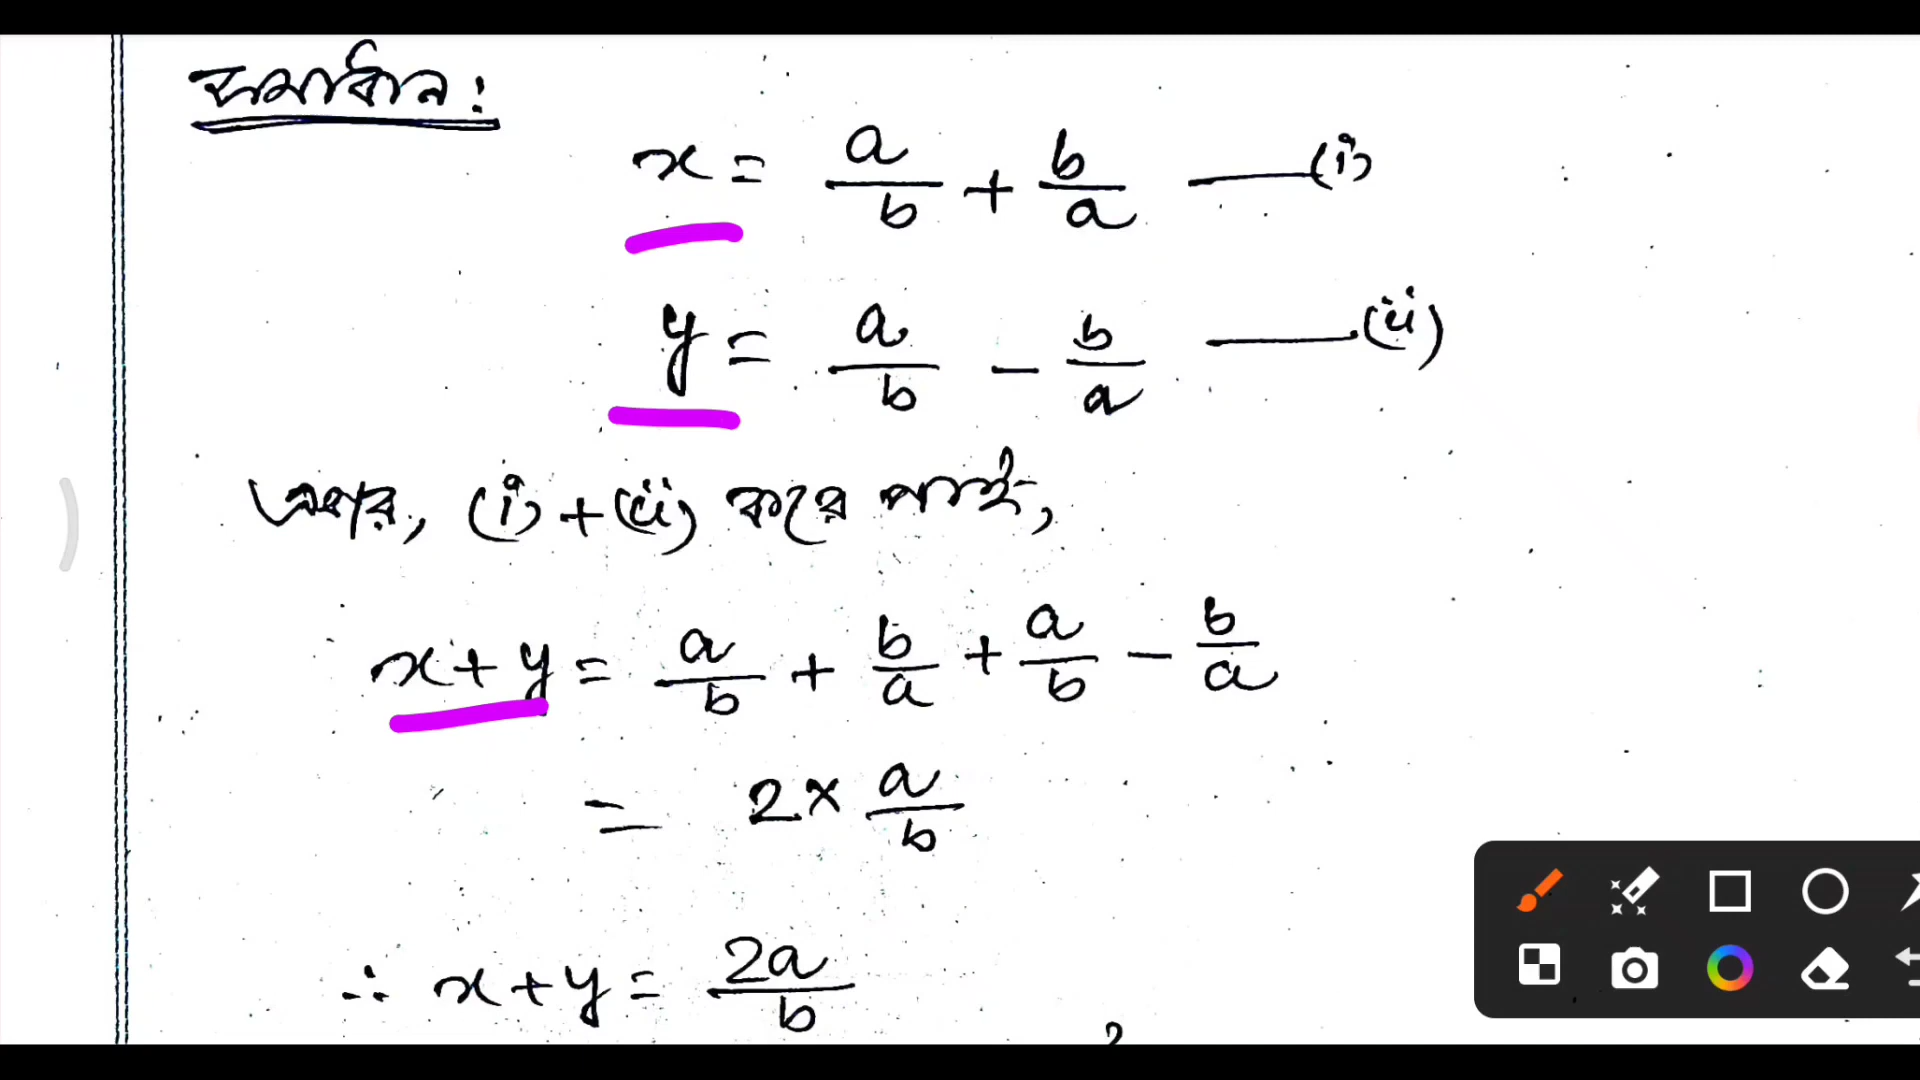 সমাধান:
x = a/b + b/a —— (i)
y = a/b - b/a —— (ii)
এখন, (i) + (ii) করে পাই,
x + y = a/b + b/a + a/b - b/a
= 2 × a/b
∴ x + y = 2a/b